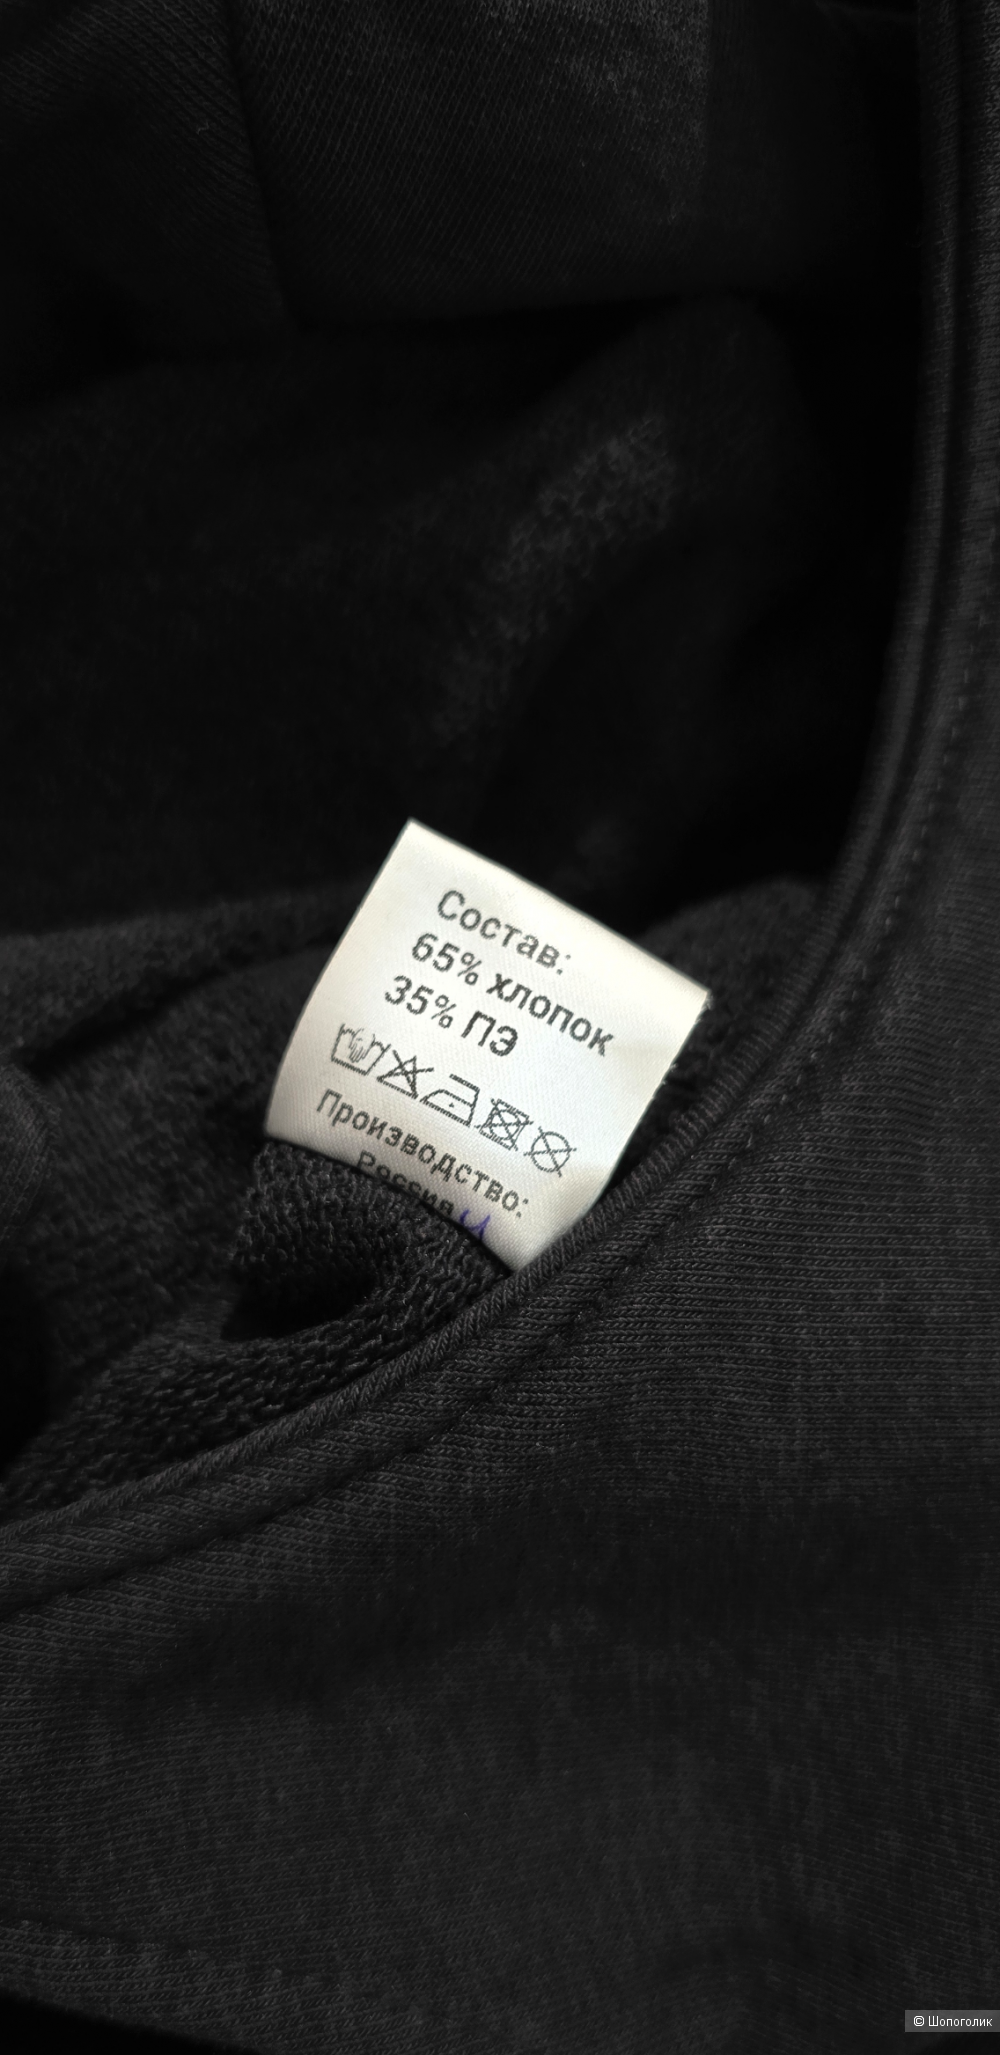 Состав:
65% хлопок
35% ПЭ
Производство:
Россия
© Шопоголик